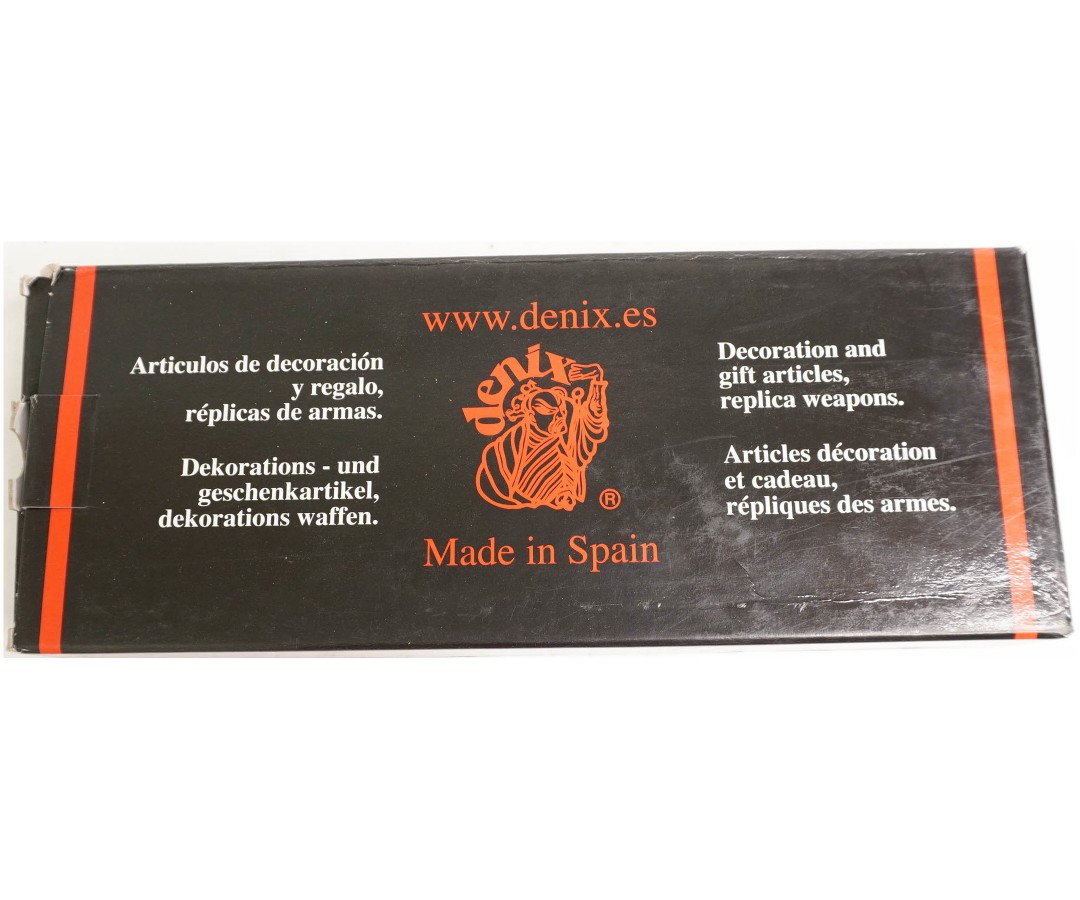 www.denix.es
denix
®
Articulos de decoración
y regalo,
réplicas de armas.
Dekorations - und
geschenkartikel,
dekorations waffen.
Decoration and
gift articles,
replica weapons.
Articles décoration
et cadeau,
répliques des armes.
Made in Spain